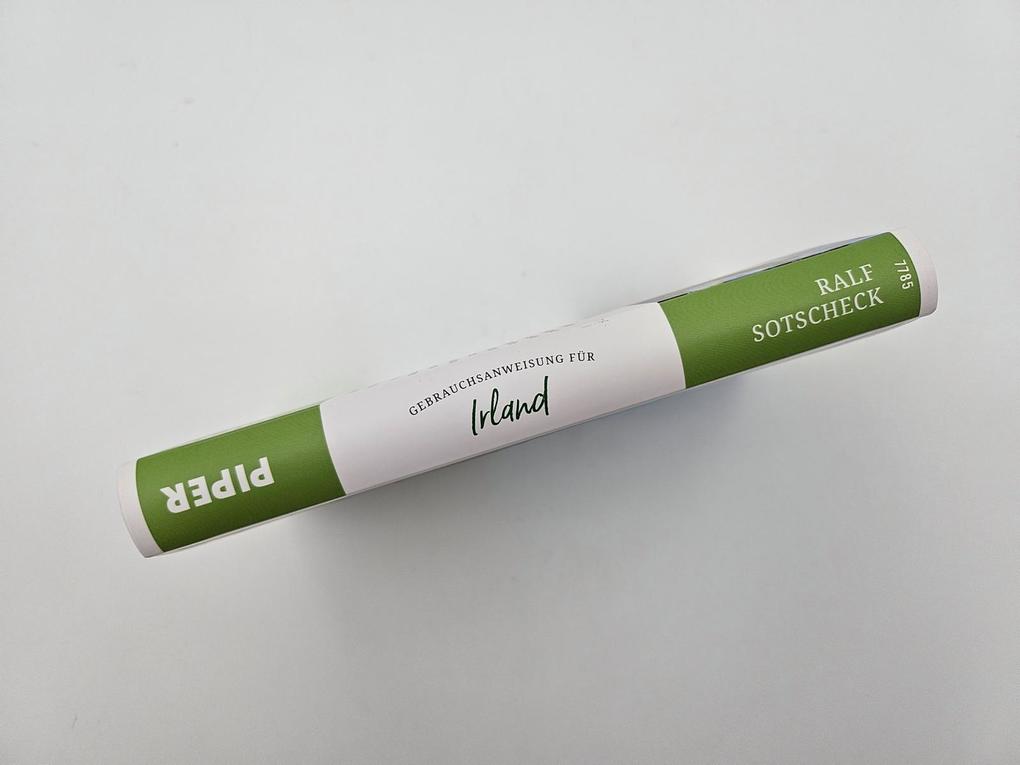 PIPER
GEBRAUCHSANWEISUNG FÜR
Irland
RALF
SOTSCHECK
7785